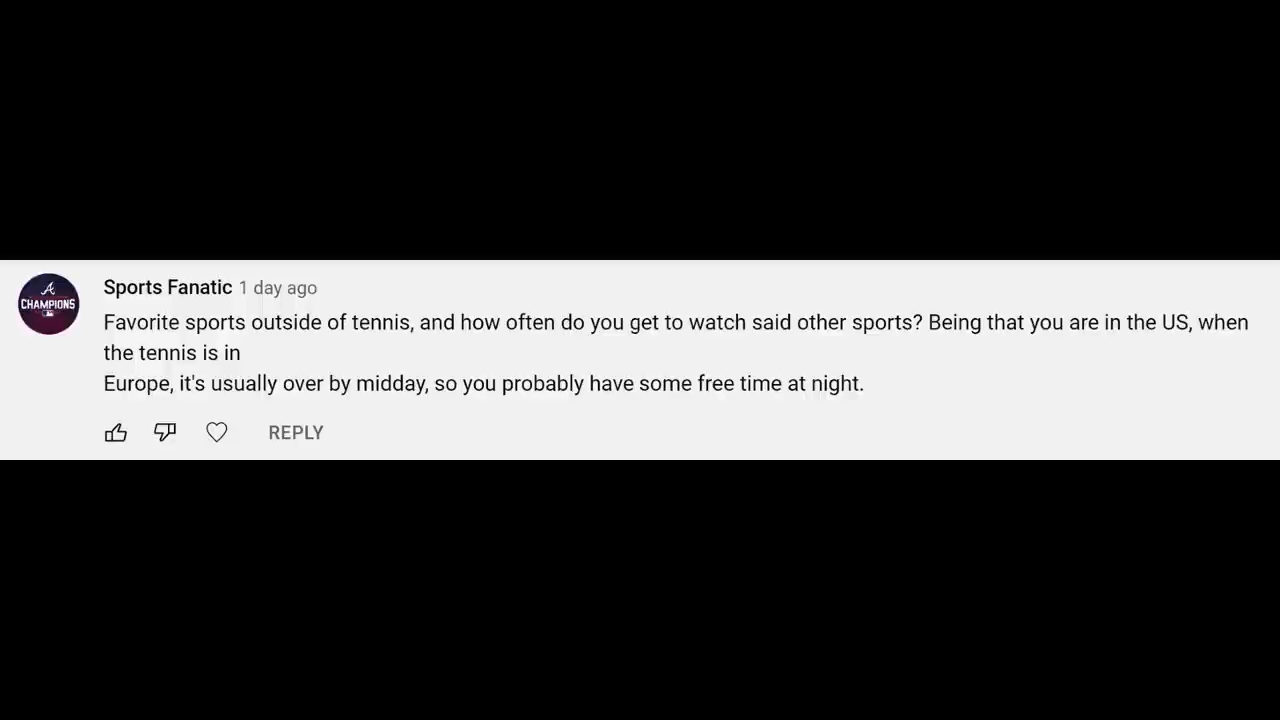 A
CHAMPIONS
Sports Fanatic 1 day ago
Favorite sports outside of tennis, and how often do you get to watch said other sports? Being that you are in the US, when
the tennis is in
Europe, it's usually over by midday, so you probably have some free time at night.
REPLY